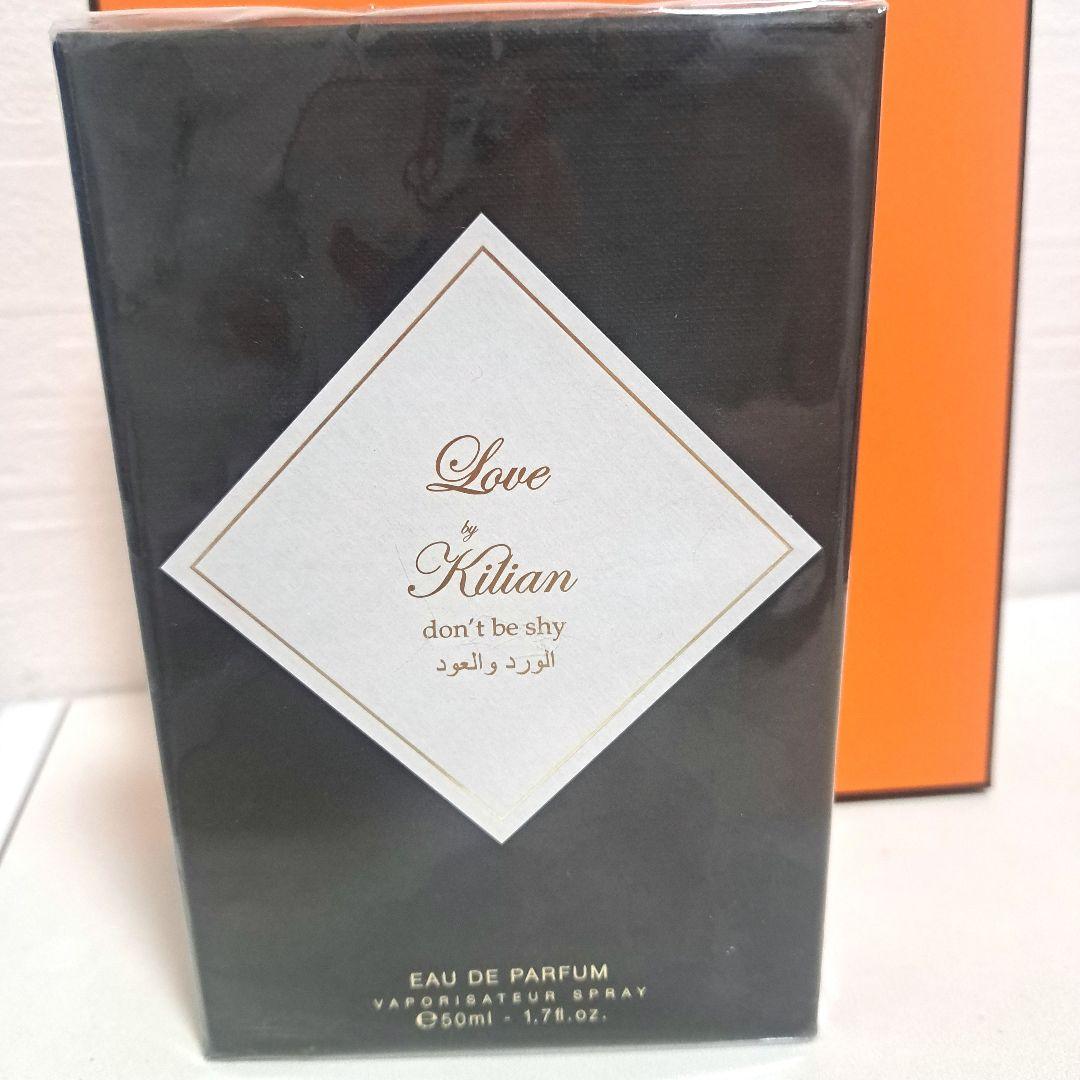 Love
by
Kilian
don't be shy
الورد والعود
EAU DE PARFUM
VAPORISATEUR SPRAY
℮50ml - 1.7fl.oz.